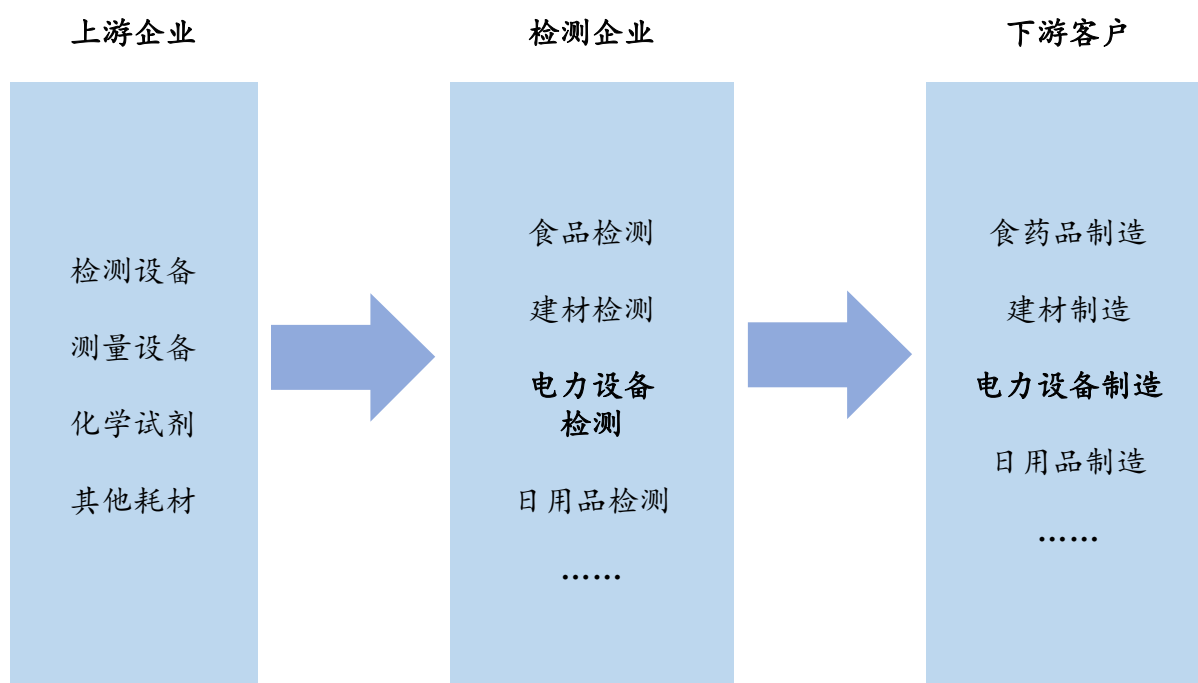 上游企业
检测企业
下游客户
检测设备
测量设备
化学试剂
其他耗材
食品检测
建材检测
电力设备
检测
日用品检测
……
食药品制造
建材制造
电力设备制造
日用品制造
……